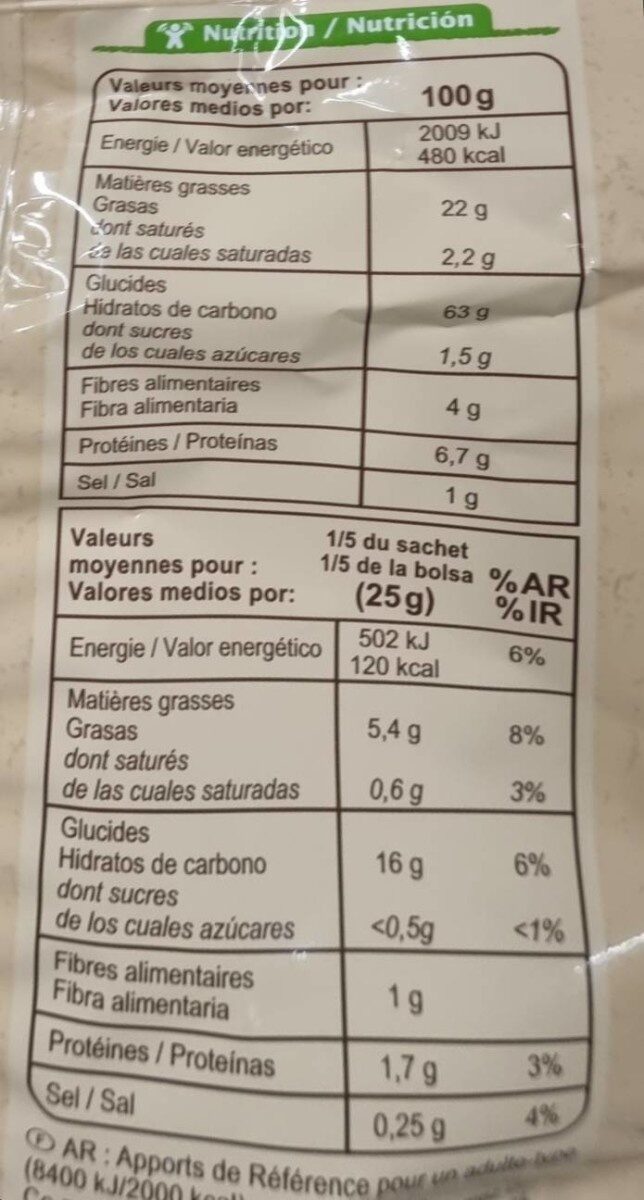 Nutrition / Nutrición
Valeurs moyennes pour :
Valores medios por:
100 g
Energie / Valor energético
2009 kJ
480 kcal
Matières grasses
Grasas
22 g
dont saturés
de las cuales saturadas
2,2 g
Glucides
Hidratos de carbono
63 g
dont sucres
de los cuales azúcares
1,5 g
Fibres alimentaires
Fibra alimentaria
4 g
Protéines / Proteínas
6,7 g
Sel / Sal
1 g
Valeurs
moyennes pour :
Valores medios por:
1/5 du sachet
1/5 de la bolsa
(25 g)
%AR
%IR
Energie / Valor energético
502 kJ
120 kcal
6%
Matières grasses
Grasas
5,4 g
8%
dont saturés
de las cuales saturadas
0,6 g
3%
Glucides
Hidratos de carbono
16 g
6%
dont sucres
de los cuales azúcares
<0,5g
<1%
Fibres alimentaires
Fibra alimentaria
1 g
Protéines / Proteínas
1,7 g
3%
Sel / Sal
0,25 g
4%
F AR : Apports de Référence pour un adulte-type
(8400 kJ/2000